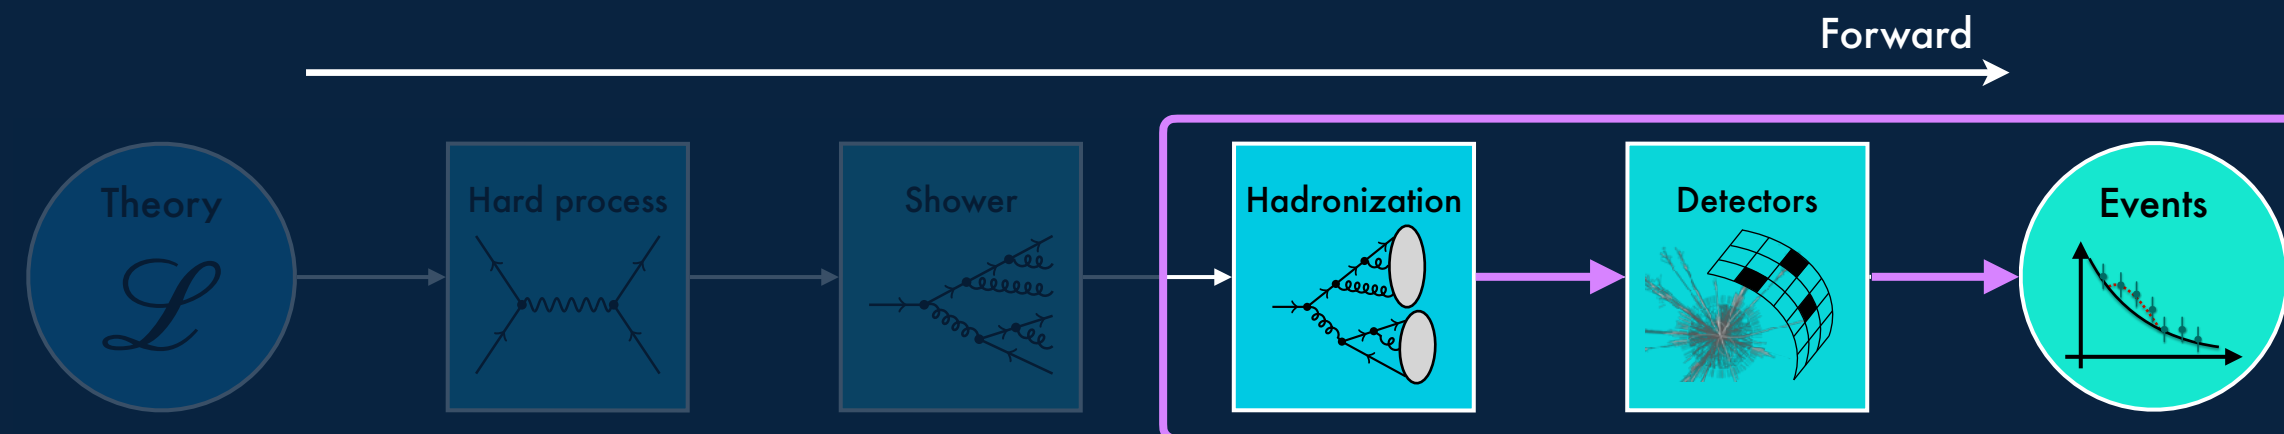 Forward
Theory
ℒ
Hard process
Shower
Hadronization
Detectors
Events